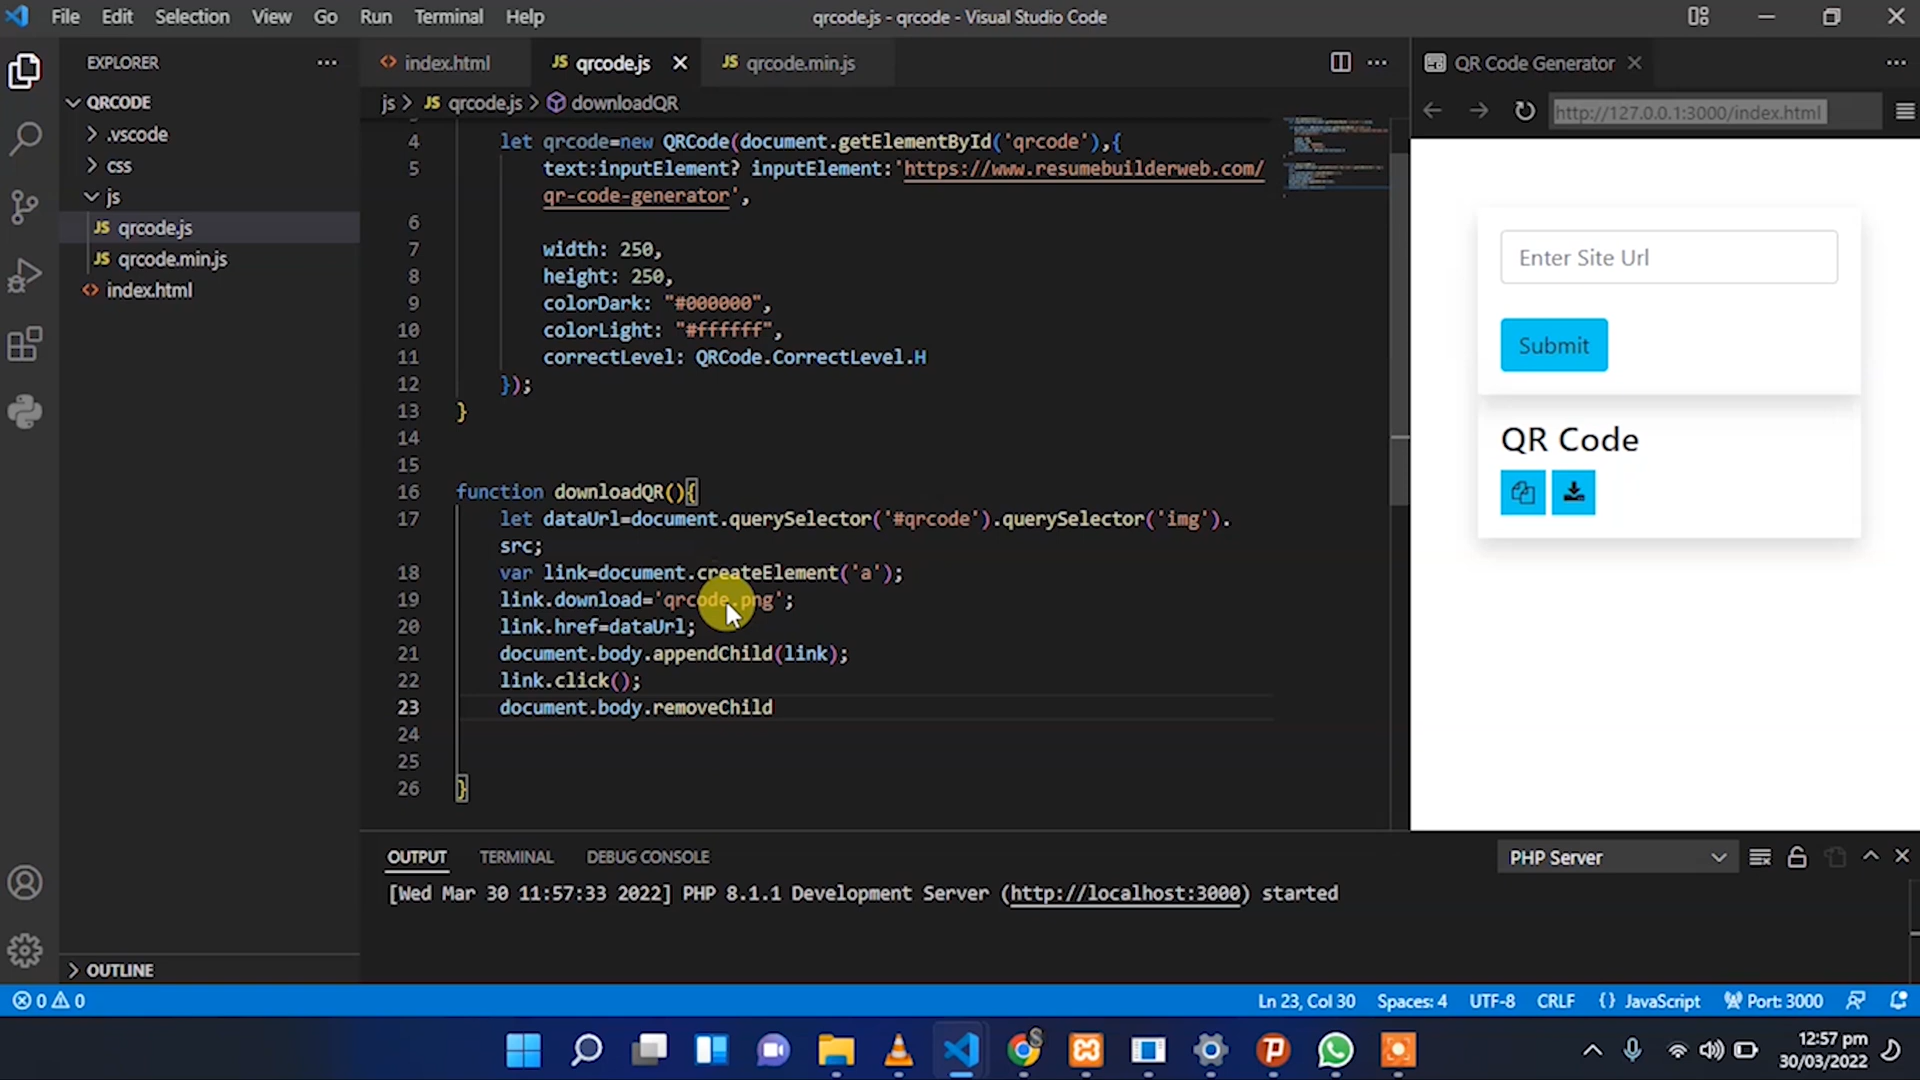 File Edit Selection View Go Run Terminal Help
qrcode.js - qrcode - Visual Studio Code
EXPLORER
QRCODE
.vscode
css
js
JS qrcode.js
JS qrcode.min.js
<> index.html
OUTLINE
<> index.html
JS qrcode.js
JS qrcode.min.js
js > JS qrcode.js > downloadQR
4 let qrcode=new QRCode(document.getElementById('qrcode'),{
5 text:inputElement? inputElement:'https://www.resumebuilderweb.com/
qr-code-generator',
6
7 width: 250,
8 height: 250,
9 colorDark: "#000000",
10 colorLight: "#ffffff",
11 correctLevel: QRCode.CorrectLevel.H
12 });
13 }
14
15
16 function downloadQR(){
17 let dataUrl=document.querySelector('#qrcode').querySelector('img').
src;
18 var link=document.createElement('a');
19 link.download='qrcode.png';
20 link.href=dataUrl;
21 document.body.appendChild(link);
22 link.click();
23 document.body.removeChild
24
25
26 }
QR Code Generator
http://127.0.0.1:3000/index.html
Enter Site Url
Submit
QR Code
OUTPUT TERMINAL DEBUG CONSOLE
PHP Server
[Wed Mar 30 11:57:33 2022] PHP 8.1.1 Development Server (http://localhost:3000) started
0 0
Ln 23, Col 30 Spaces: 4 UTF-8 CRLF {} JavaScript Port: 3000
12:57 pm
30/03/2022